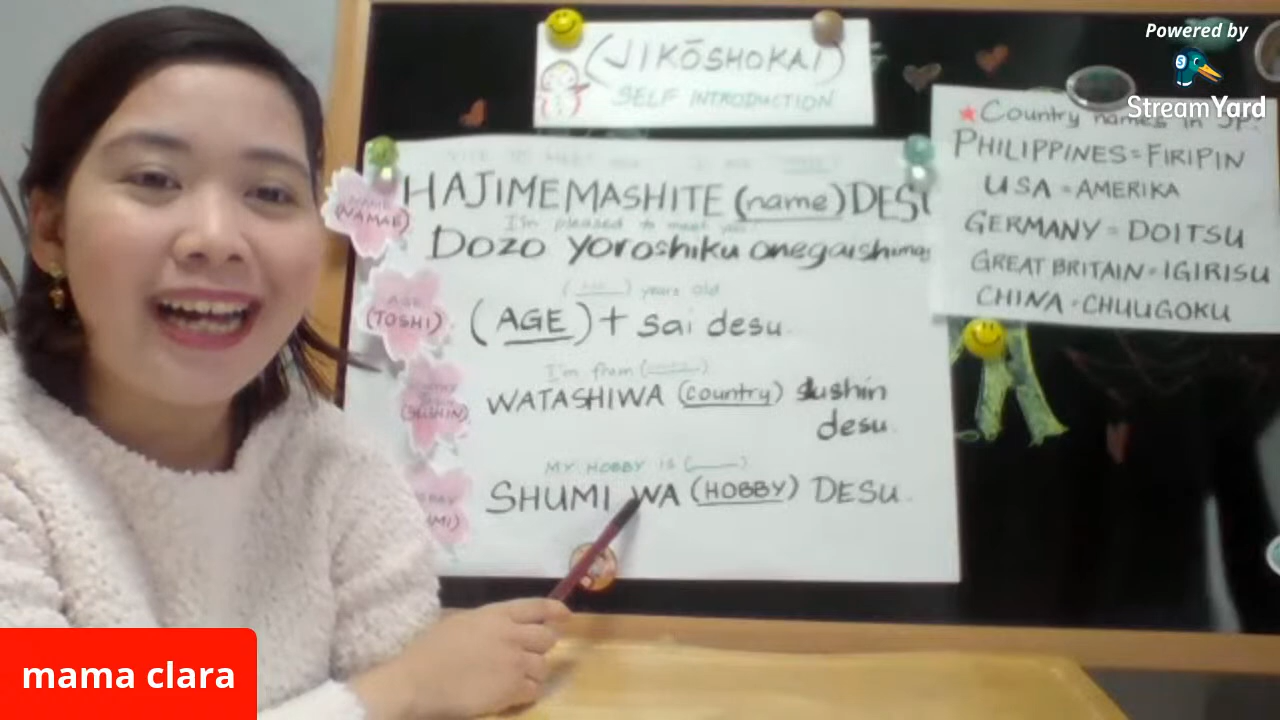 Powered by
StreamYard
(JIKŌSHOKAI)
SELF INTRODUCTION
HAJIMEMASHITE (name) DESU
I'm pleased to meet you
Dozo yoroshiku onegaishimas
(NAMAE)
years old
AGE
(TOSHI)
(AGE) + sai desu.
I'm from
WATASHIWA (country) shushin
desu.
MY HOBBY IS
SHUMI WA (HOBBY) DESU.
★Country names in JP.
PHILIPPINES=FIRIPIN
USA=AMERIKA
GERMANY=DOITSU
GREAT BRITAIN=IGIRISU
CHINA=CHUUGOKU
mama clara